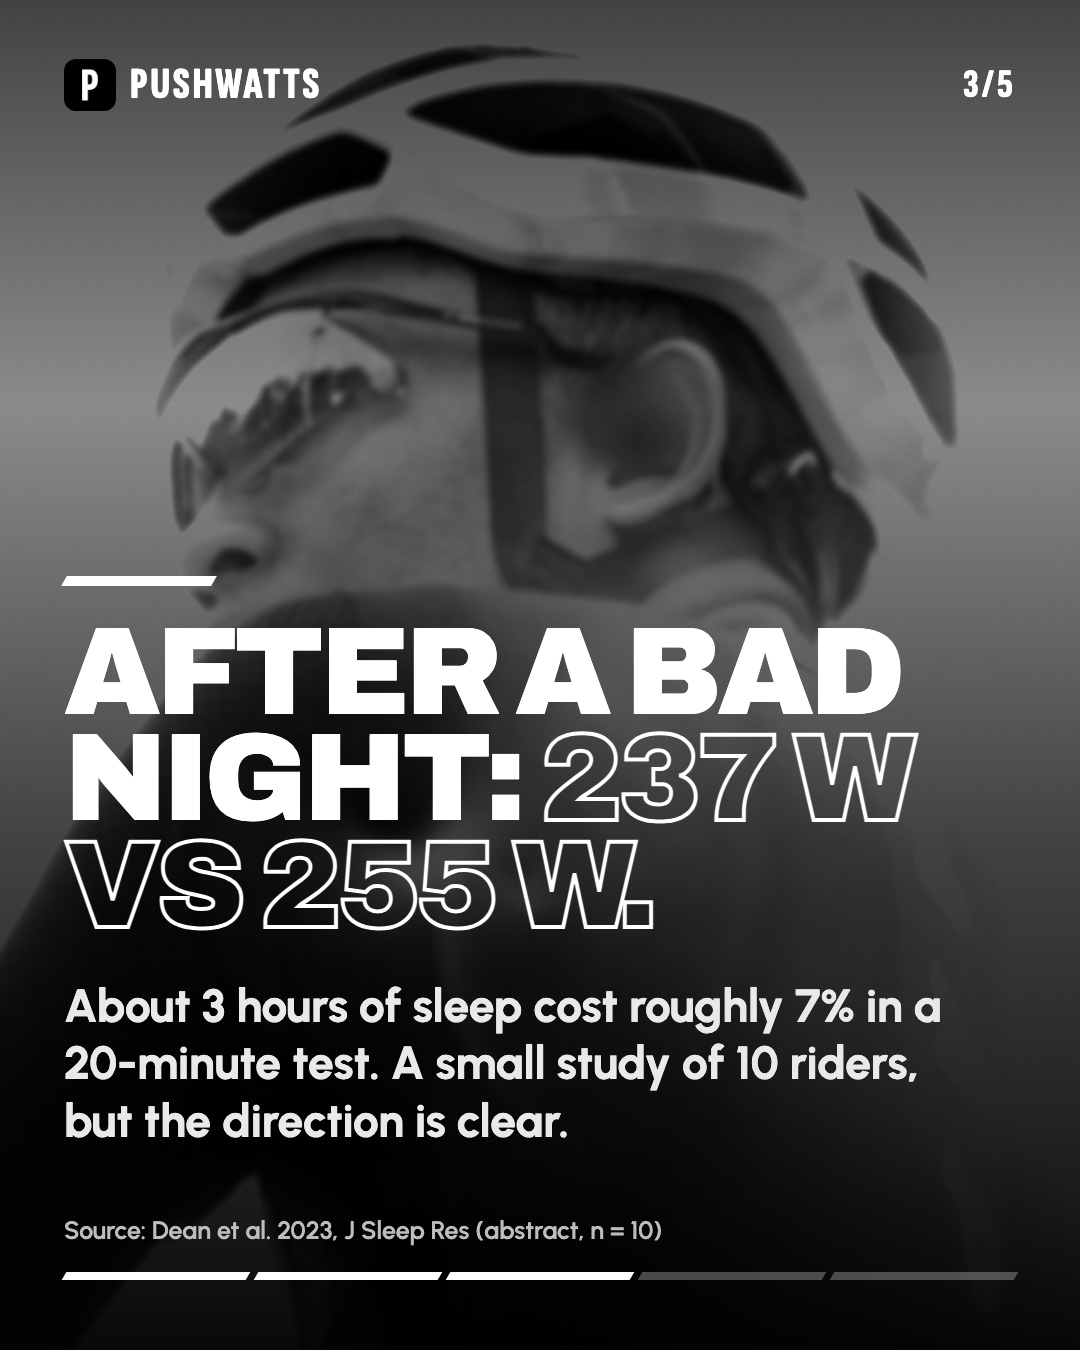 P PUSHWATTS
3/5
AFTER A BAD
NIGHT: 237 W
VS 255 W.
About 3 hours of sleep cost roughly 7% in a
20-minute test. A small study of 10 riders,
but the direction is clear.
Source: Dean et al. 2023, J Sleep Res (abstract, n = 10)